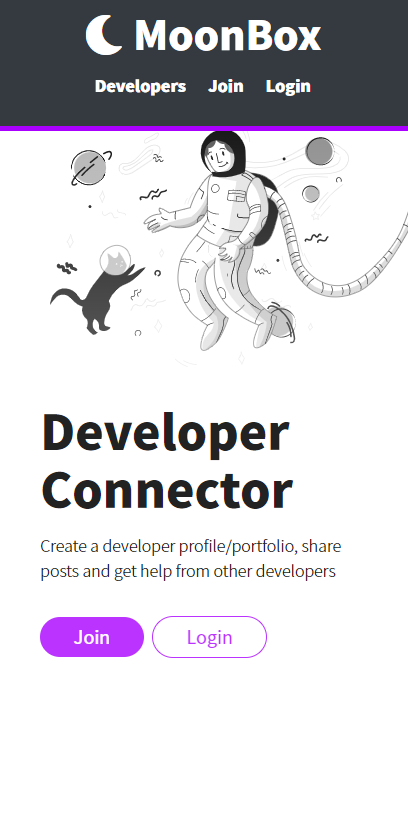 MoonBox
Developers Join Login
Developer
Connector
Create a developer profile/portfolio, share
posts and get help from other developers
Join Login